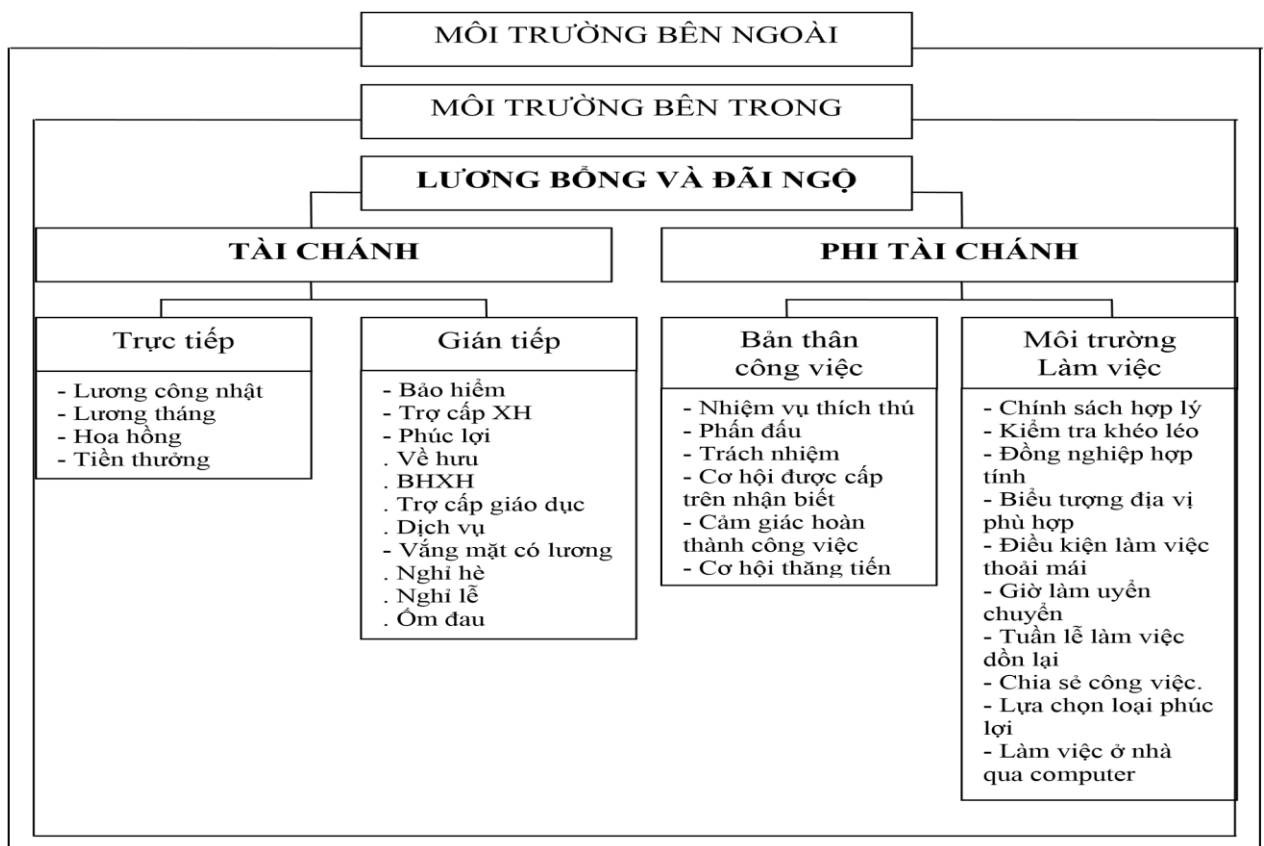 MÔI TRƯỜNG BÊN NGOÀI
MÔI TRƯỜNG BÊN TRONG
LƯƠNG BỔNG VÀ ĐÃI NGỘ
TÀI CHÁNH
PHI TÀI CHÁNH
Trực tiếp
- Lương công nhật
- Lương tháng
- Hoa hồng
- Tiền thưởng
Gián tiếp
- Bảo hiểm
- Trợ cấp XH
- Phúc lợi
. Về hưu
. BHXH
. Trợ cấp giáo dục
. Dịch vụ
- Vắng mặt có lương
. Nghỉ hè
. Nghỉ lễ
. Ốm đau
Bản thân
công việc
- Nhiệm vụ thích thú
- Phấn đấu
- Trách nhiệm
- Cơ hội được cấp
trên nhận biết
- Cảm giác hoàn
thành công việc
- Cơ hội thăng tiến
Môi trường
Làm việc
- Chính sách hợp lý
- Kiểm tra khéo léo
- Đồng nghiệp hợp
tính
- Biểu tượng địa vị
phù hợp
- Điều kiện làm việc
thoải mái
- Giờ làm uyển
chuyển
- Tuần lễ làm việc
dồn lại
- Chia sẻ công việc.
- Lựa chọn loại phúc
lợi
- Làm việc ở nhà
qua computer